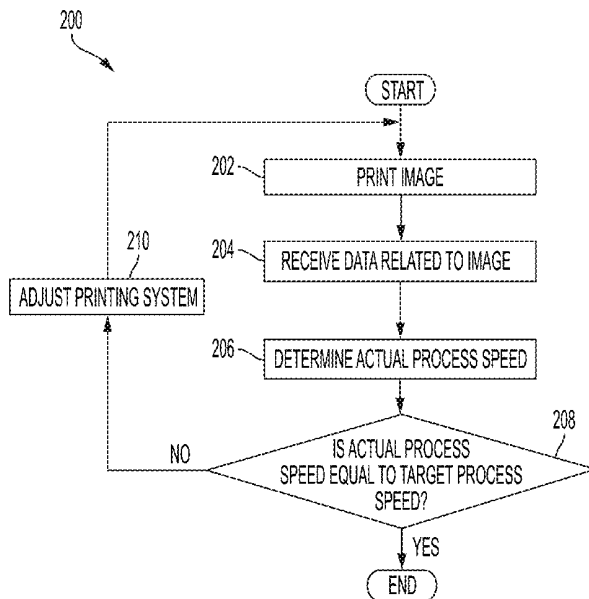 200
START
202
PRINT IMAGE
204
RECEIVE DATA RELATED TO IMAGE
210
ADJUST PRINTING SYSTEM
206
DETERMINE ACTUAL PROCESS SPEED
208
IS ACTUAL PROCESS
SPEED EQUAL TO TARGET PROCESS
SPEED?
NO
YES
END